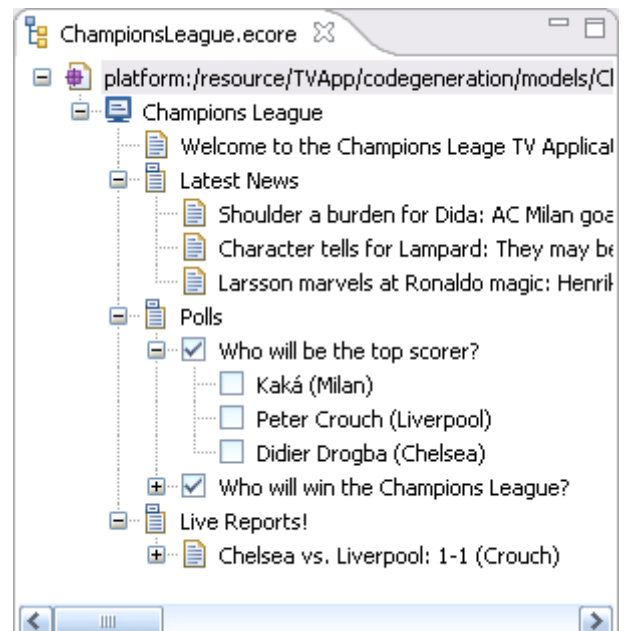 ChampionsLeague.ecore
platform:/resource/TVApp/codegeneration/models/Cl
Champions League
Welcome to the Champions Leage TV Applicat
Latest News
Shoulder a burden for Dida: AC Milan goa
Character tells for Lampard: They may be
Larsson marvels at Ronaldo magic: Henrik
Polls
Who will be the top scorer?
Kaká (Milan)
Peter Crouch (Liverpool)
Didier Drogba (Chelsea)
Who will win the Champions League?
Live Reports!
Chelsea vs. Liverpool: 1-1 (Crouch)